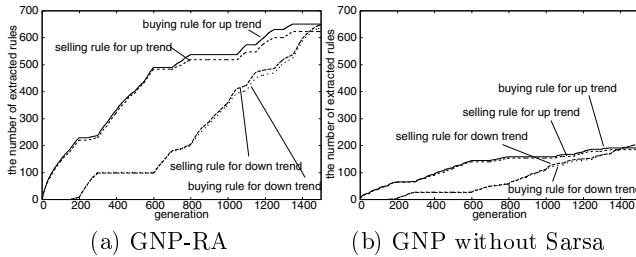 700
600
500
400
300
200
100
0
the number of extracted rules
buying rule for up trend
selling rule for up trend
selling rule for down trend
buying rule for down trend
0 200 400 600 800 1000 1200 1400
generation
(a) GNP-RA
700
600
500
400
300
200
100
0
the number of extracted rules
buying rule for up trend
selling rule for up trend
selling rule for down trend
buying rule for down trend
0 200 400 600 800 1000 1200 1400
generation
(b) GNP without Sarsa